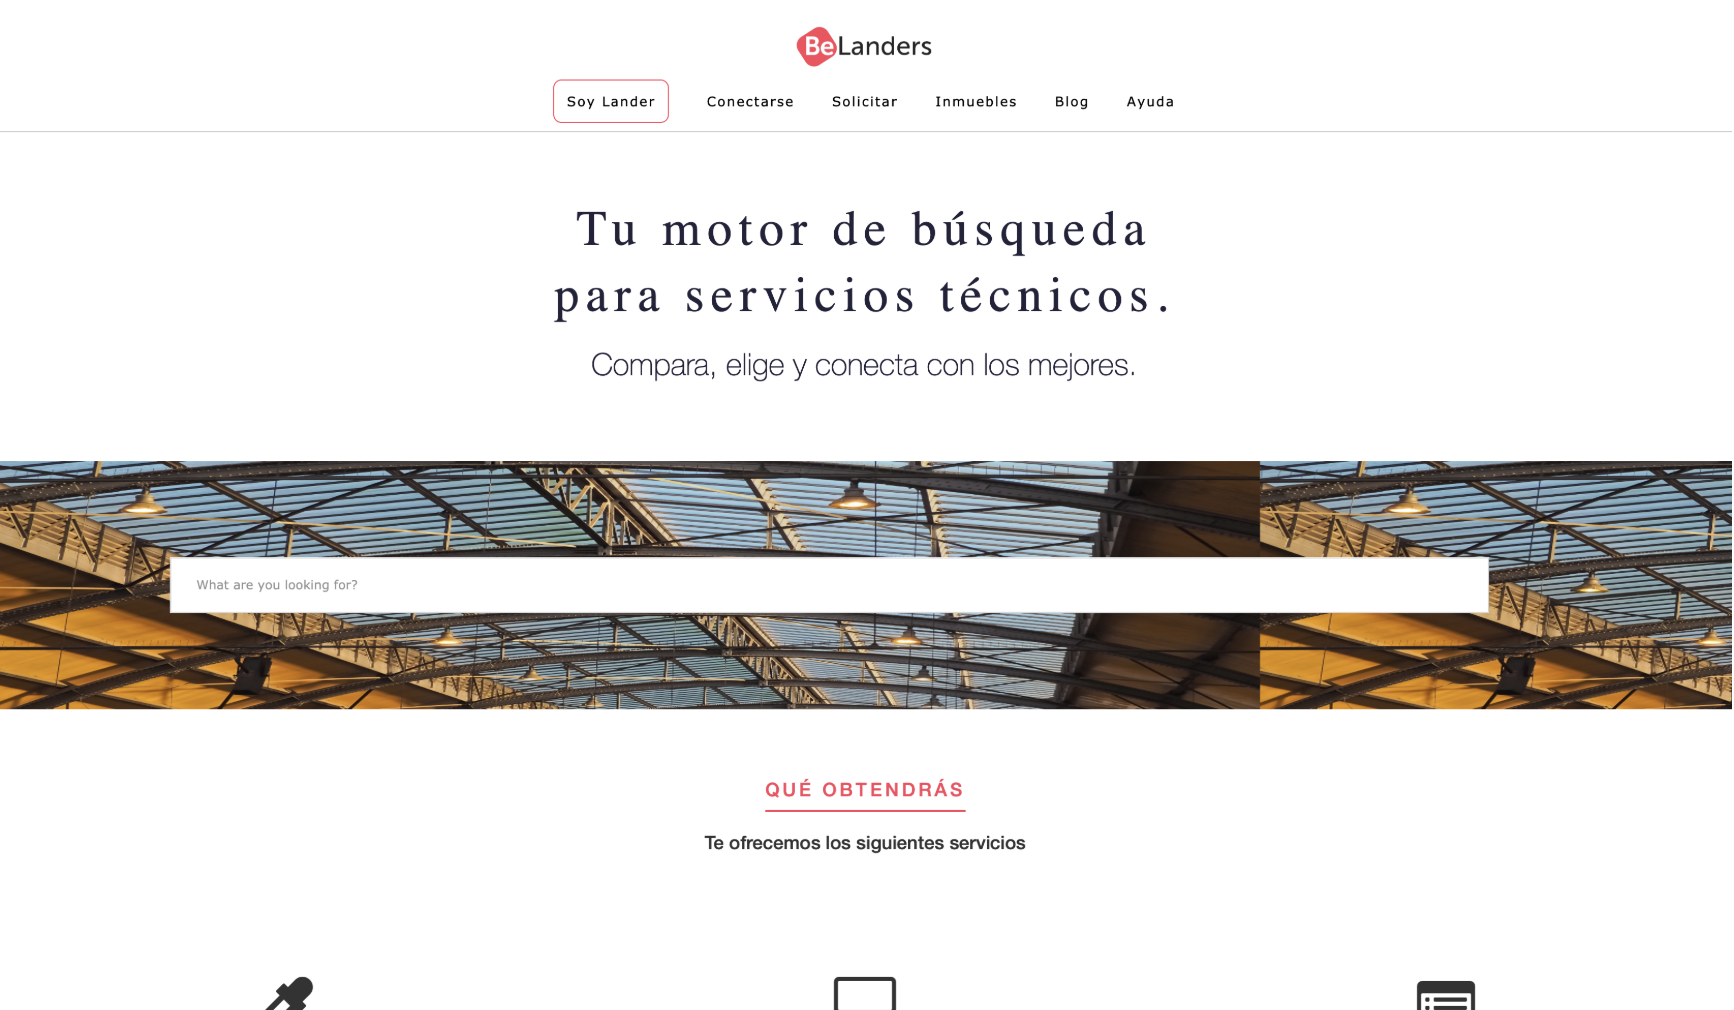 BeLanders
Soy Lander Conectarse Solicitar Inmuebles Blog Ayuda
Tu motor de búsqueda
para servicios técnicos.
Compara, elige y conecta con los mejores.
What are you looking for?
QUÉ OBTENDRÁS
Te ofrecemos los siguientes servicios